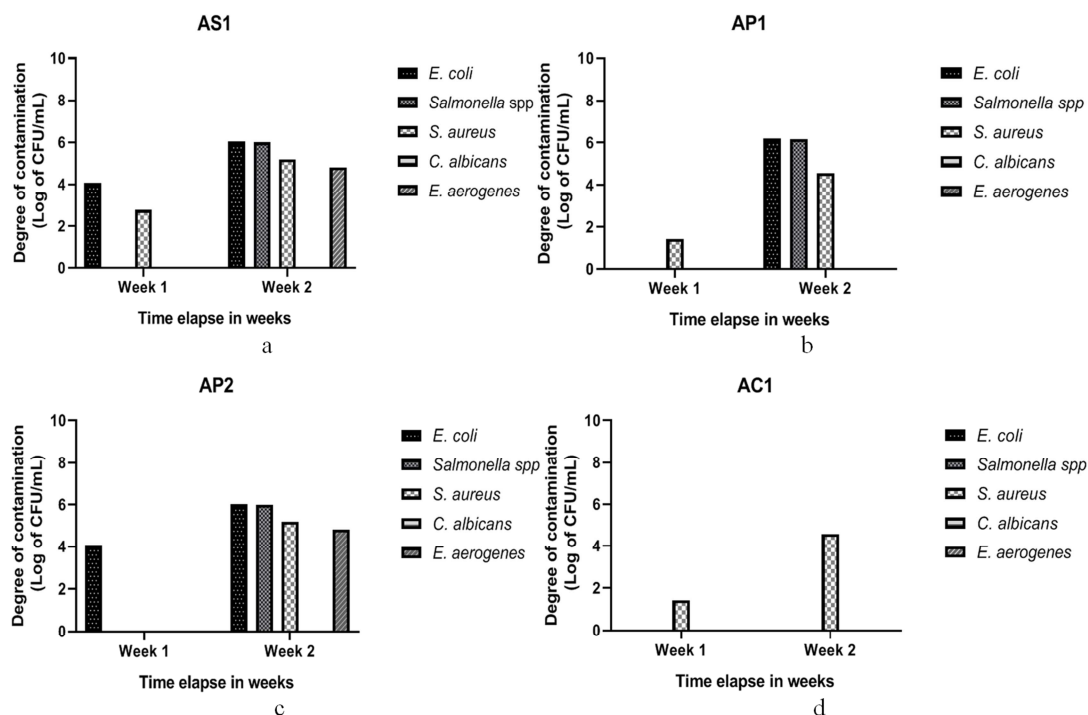 AS1
Degree of contamination
(Log of CFU/mL)
10
8
6
4
2
0
Week 1
Week 2
Time elapse in weeks
E. coli
Salmonella spp
S. aureus
C. albicans
E. aerogenes
a
AP1
Degree of contamination
(Log of CFU/mL)
10
8
6
4
2
0
Week 1
Week 2
Time elapse in weeks
E. coli
Salmonella spp
S. aureus
C. albicans
E. aerogenes
b
AP2
Degree of contamination
(Log of CFU/mL)
10
8
6
4
2
0
Week 1
Week 2
Time elapse in weeks
E. coli
Salmonella spp
S. aureus
C. albicans
E. aerogenes
c
AC1
Degree of contamination
(Log of CFU/mL)
10
8
6
4
2
0
Week 1
Week 2
Time elapse in weeks
E. coli
Salmonella spp
S. aureus
C. albicans
E. aerogenes
d